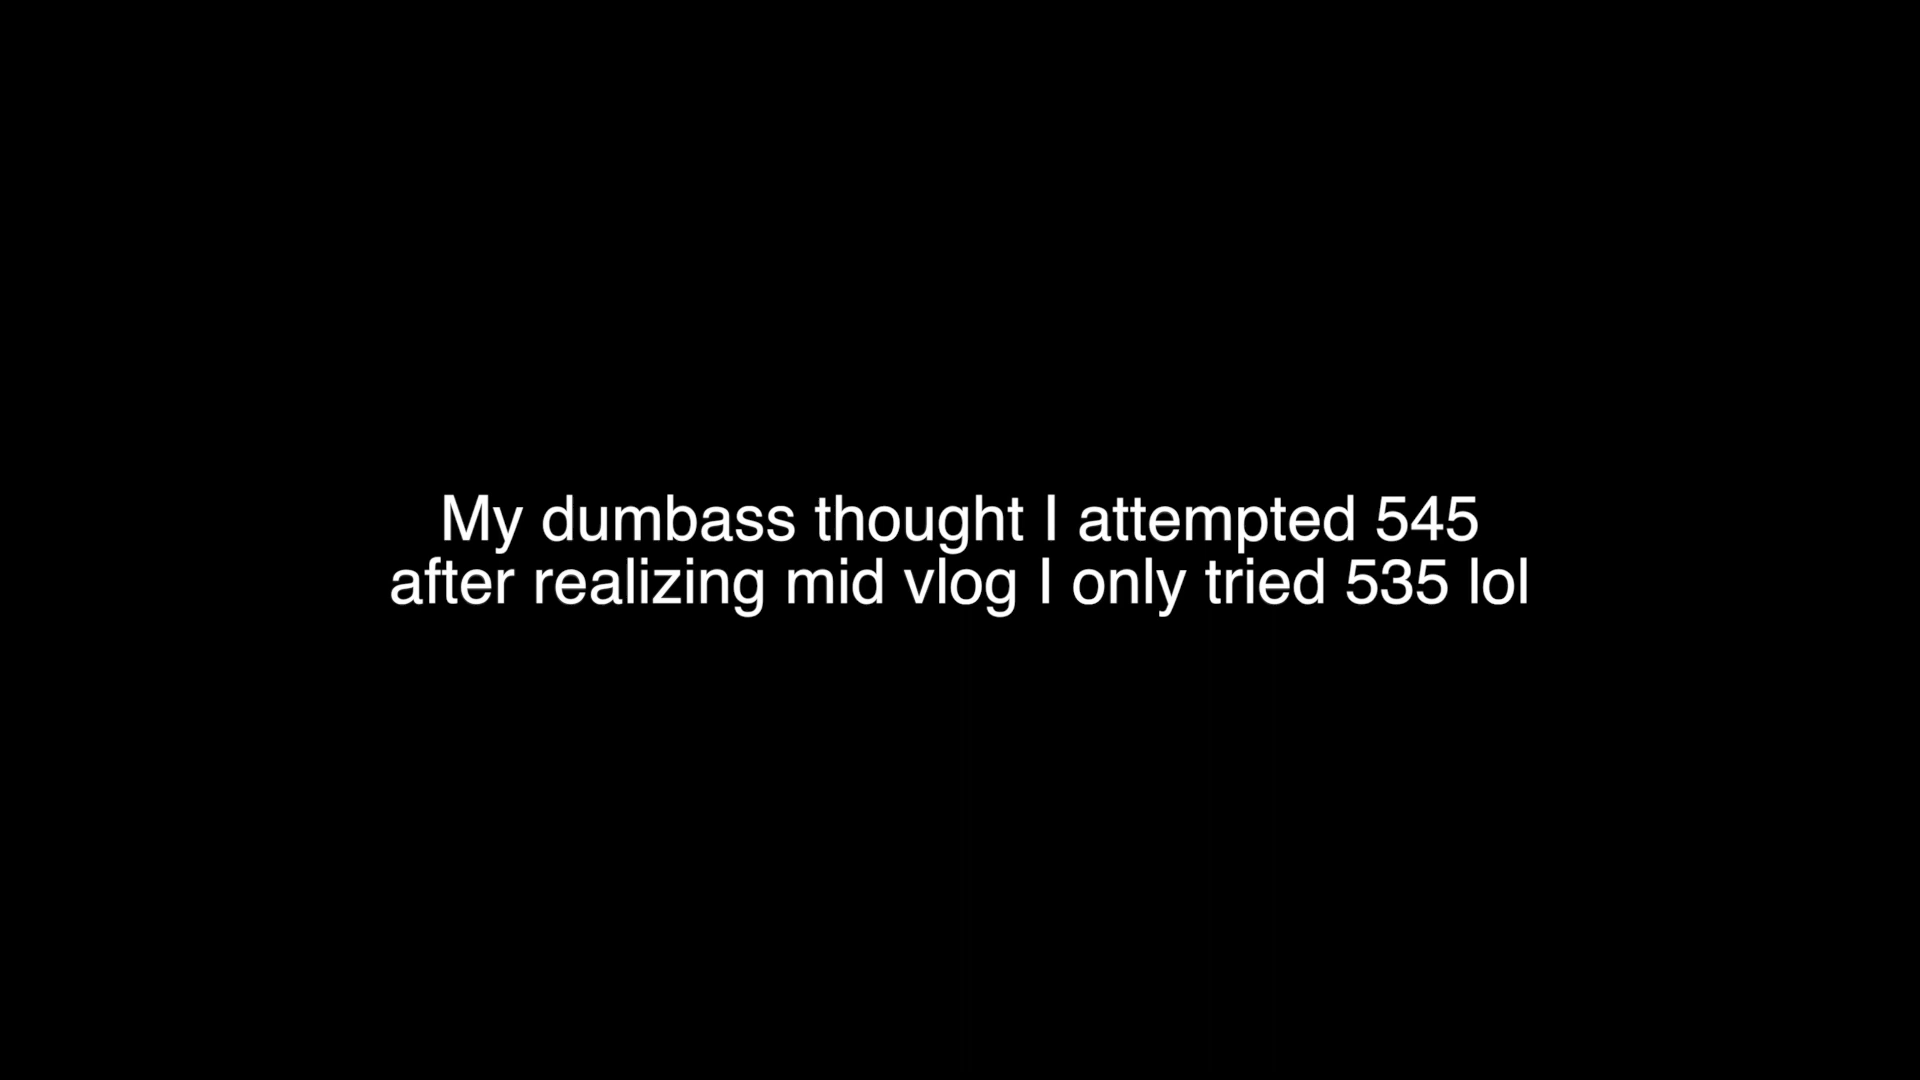 My dumbass thought I attempted 545
after realizing mid vlog I only tried 535 lol